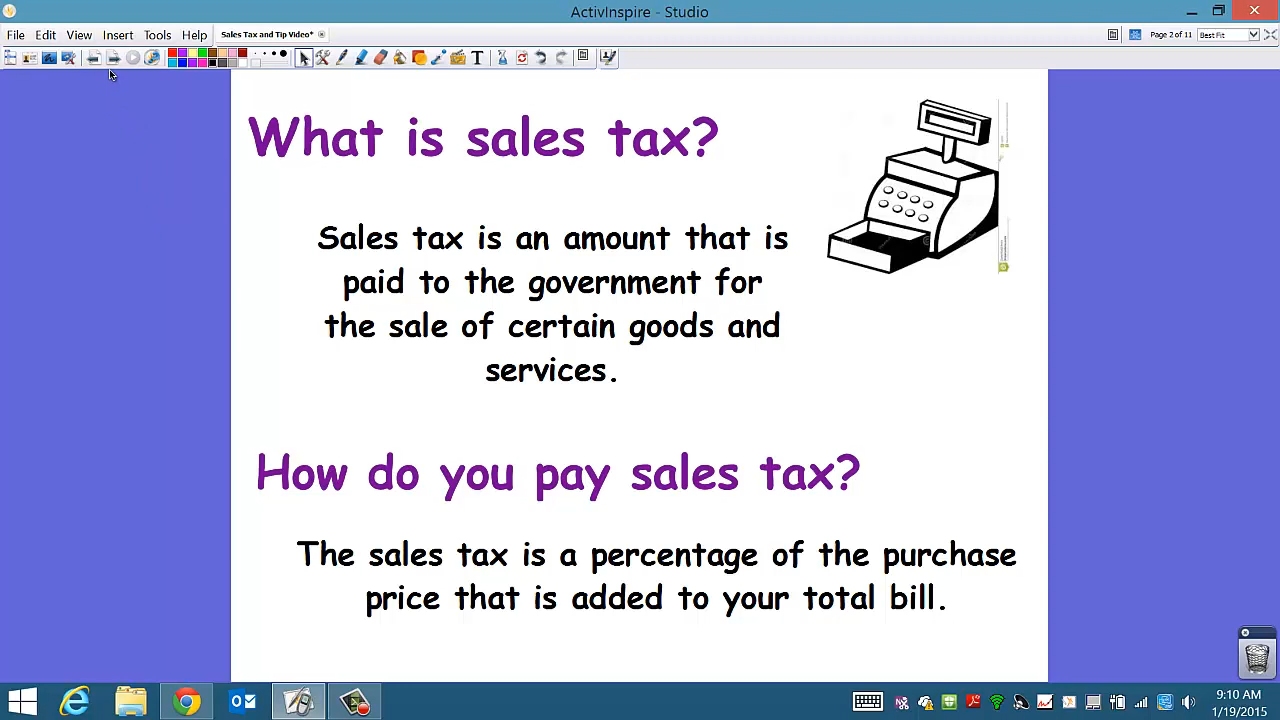 ActivInspire - Studio
File Edit View Insert Tools Help
Sales Tax and Tip Video*
Page 2 of 11
Best Fit
What is sales tax?
Sales tax is an amount that is
paid to the government for
the sale of certain goods and
services.
How do you pay sales tax?
The sales tax is a percentage of the purchase
price that is added to your total bill.
9:10 AM
1/19/2015